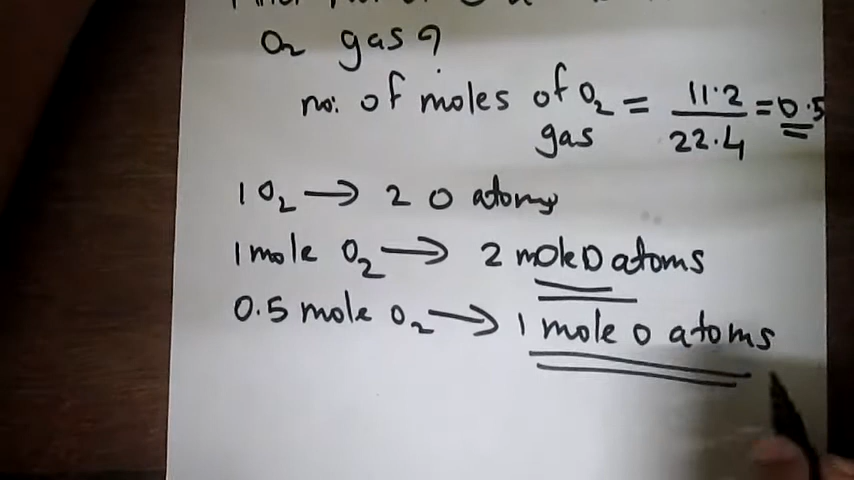 O2 gas?
no: of moles of O2 gas = 11.2 / 22.4 = 0.5
1 O2 → 2 O atoms
1 mole O2 → 2 mole O atoms
0.5 mole O2 → 1 mole O atoms